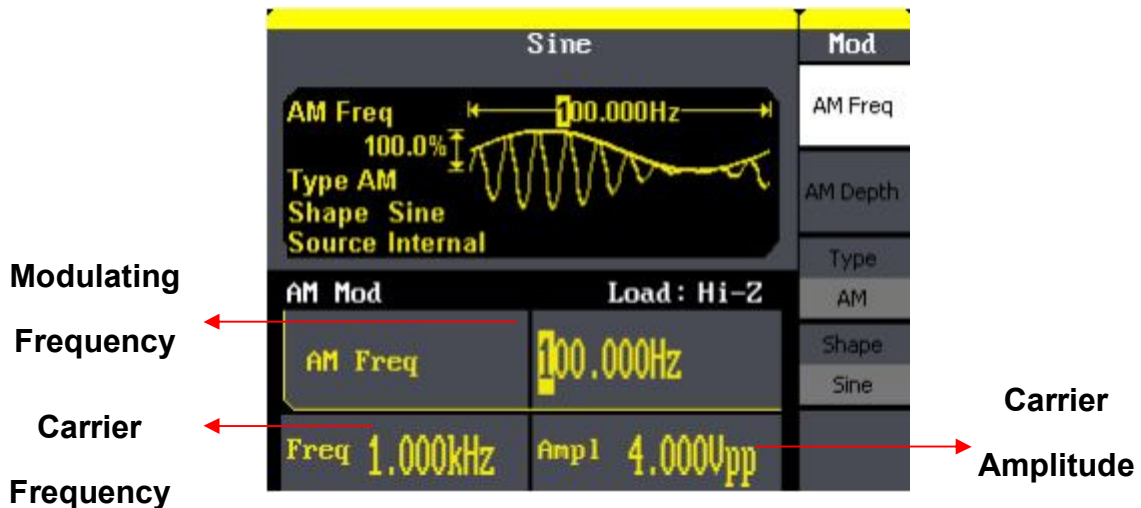 Sine
Mod
AM Freq
100.000Hz
AM Freq
100.0%
Type AM
Shape Sine
Source Internal
AM Depth
Type
AM
Shape
Sine
AM Mod
Load: Hi-Z
AM Freq
100.000Hz
Freq 1.000kHz
Ampl 4.000Vpp
Modulating
Frequency
Carrier
Frequency
Carrier
Amplitude